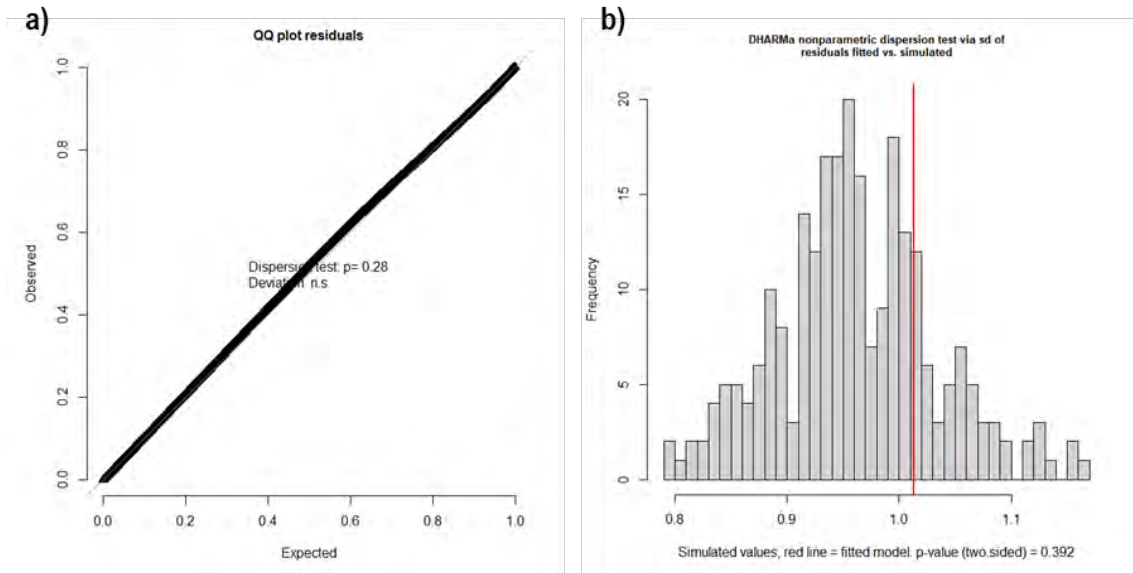 a)
QQ plot residuals
1.0
0.8
0.6
0.4
0.2
0.0
Observed
Dispersion test: p= 0.28
Deviation n.s
0.0 0.2 0.4 0.6 0.8 1.0
Expected
b)
DHARMa nonparametric dispersion test via sd of
residuals fitted vs. simulated
20
15
10
5
0
Frequency
0.8 0.9 1.0 1.1
Simulated values, red line = fitted model. p-value (two.sided) = 0.392